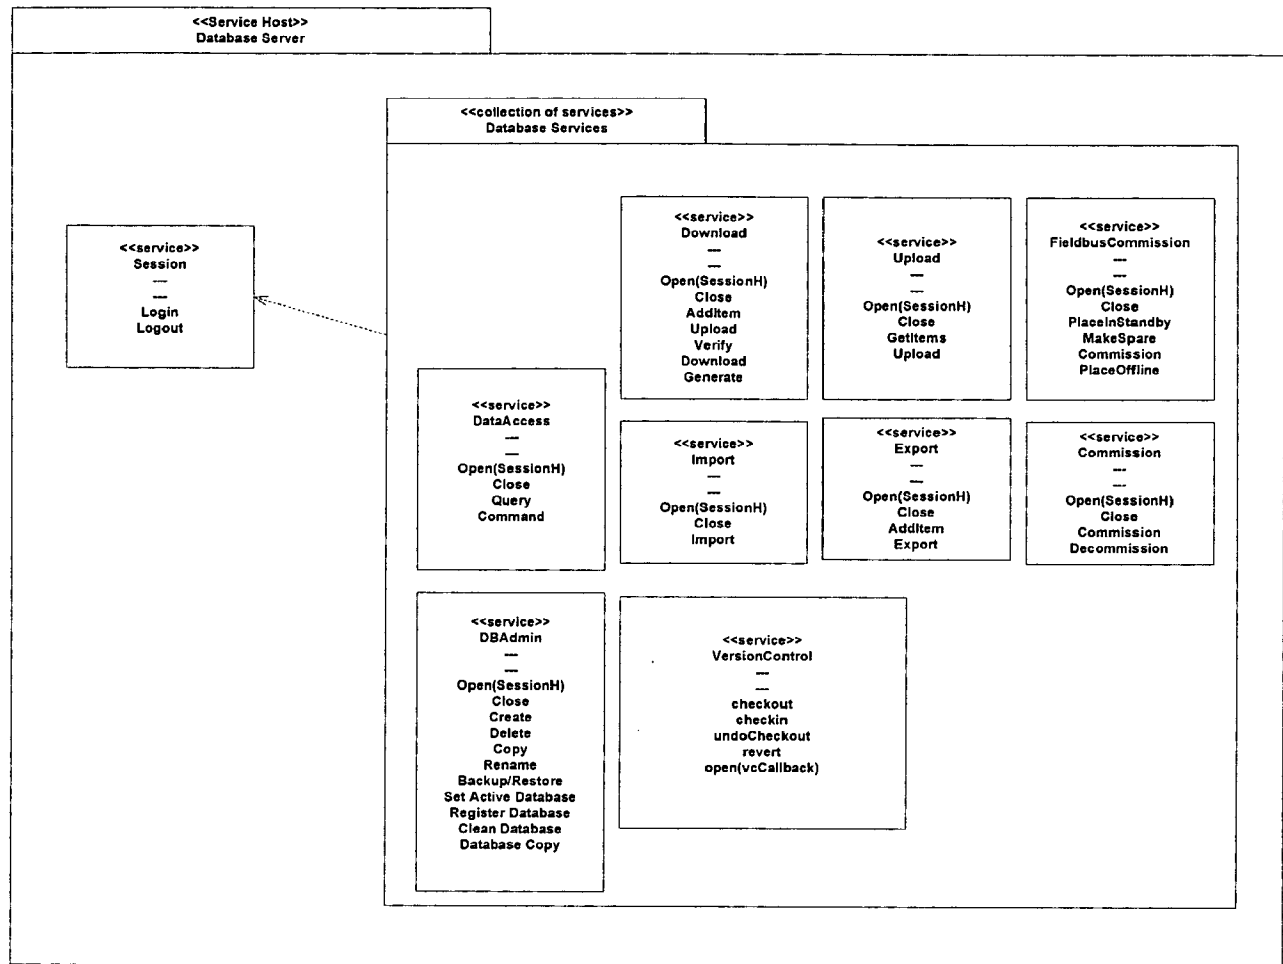 <<Service Host>>
Database Server
<<collection of services>>
Database Services
<<service>>
Session
---
---
Login
Logout
<<service>>
Download
---
---
Open(SessionH)
Close
AddItem
Upload
Verify
Download
Generate
<<service>>
Upload
---
---
Open(SessionH)
Close
GetItems
Upload
<<service>>
FieldbusCommission
---
---
Open(SessionH)
Close
PlaceInStandby
MakeSpare
Commission
PlaceOffline
<<service>>
DataAccess
---
---
Open(SessionH)
Close
Query
Command
<<service>>
Import
---
---
Open(SessionH)
Close
Import
<<service>>
Export
---
---
Open(SessionH)
Close
AddItem
Export
<<service>>
Commission
---
---
Open(SessionH)
Close
Commission
Decommission
<<service>>
DBAdmin
---
---
Open(SessionH)
Close
Create
Delete
Copy
Rename
Backup/Restore
Set Active Database
Register Database
Clean Database
Database Copy
<<service>>
VersionControl
---
---
checkout
checkin
undoCheckout
revert
open(vcCallback)